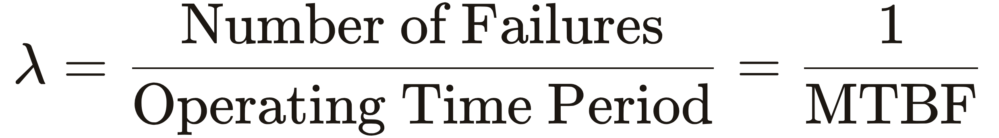 λ = Number of Failures / Operating Time Period = 1 / MTBF